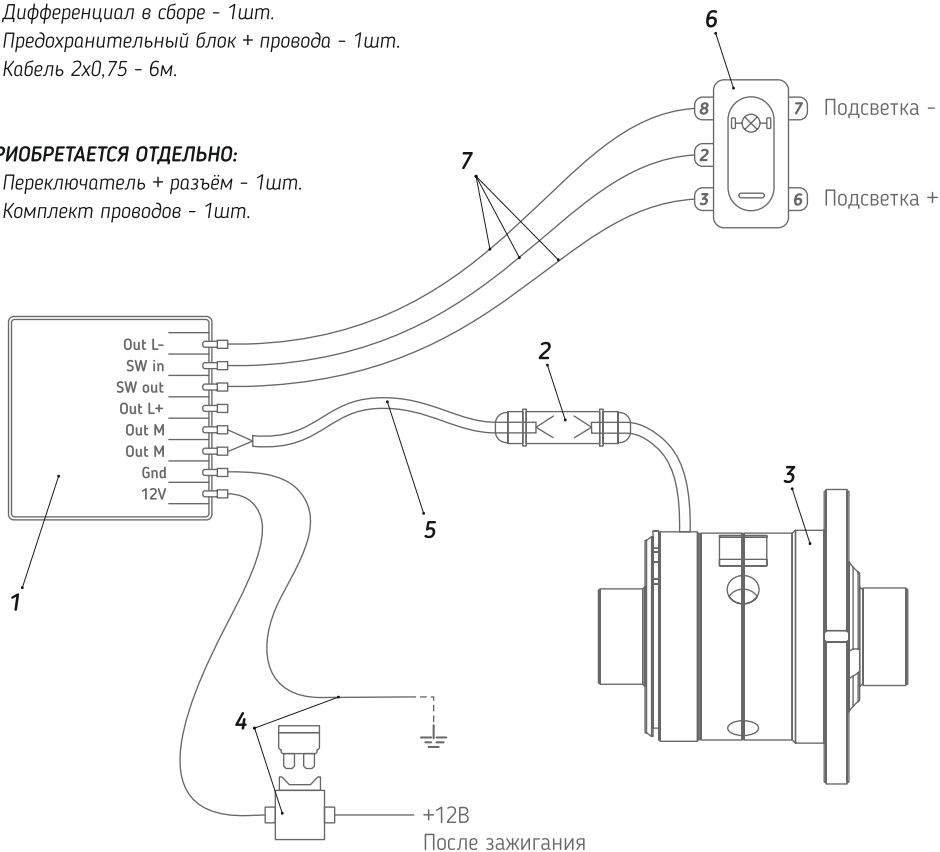 Дифференциал в сборе - 1шт.
Предохранительный блок + провода - 1шт.
Кабель 2х0,75 - 6м.
РИОБРЕТАЕТСЯ ОТДЕЛЬНО:
Переключатель + разъём - 1шт.
Комплект проводов - 1шт.
6
8
7
Подсветка -
2
3
6
Подсветка +
7
Out L-
SW in
SW out
Out L+
Out M
Out M
Gnd
12V
2
3
5
1
4
+12В
После зажигания